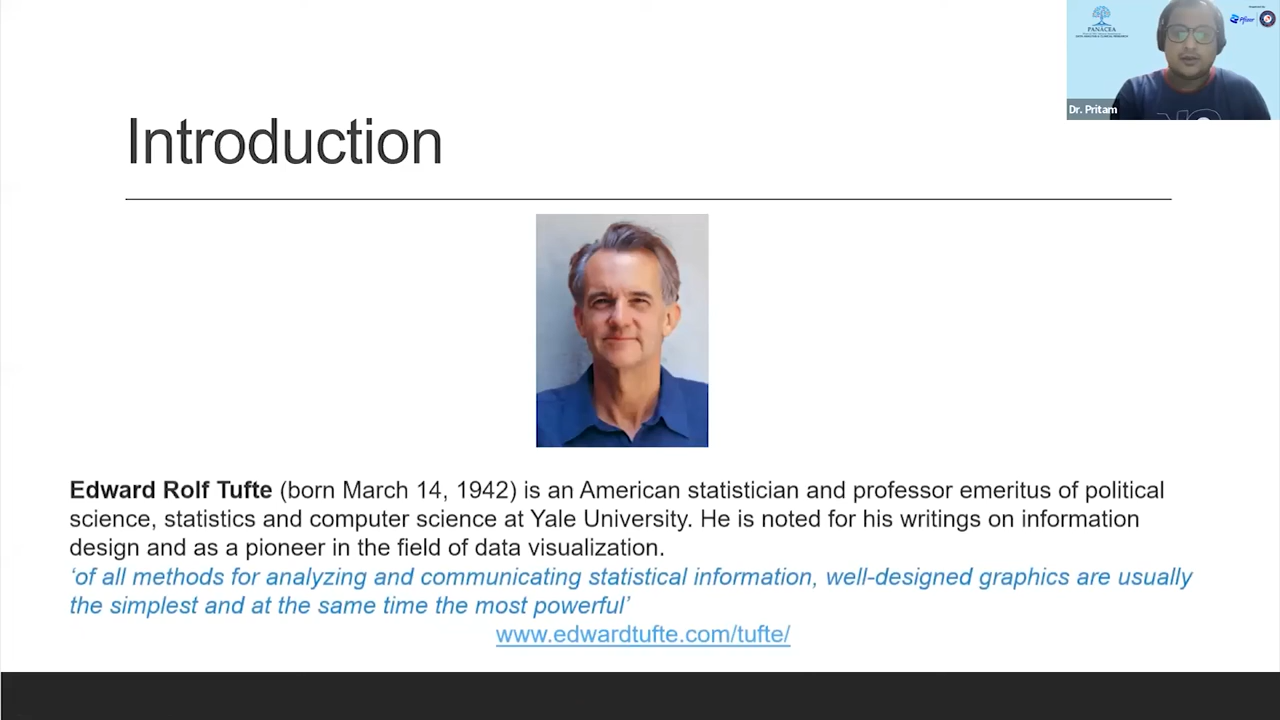 PANACEA
Pfizer
Dr. Pritam
Introduction
Edward Rolf Tufte (born March 14, 1942) is an American statistician and professor emeritus of political
science, statistics and computer science at Yale University. He is noted for his writings on information
design and as a pioneer in the field of data visualization.
‘of all methods for analyzing and communicating statistical information, well-designed graphics are usually
the simplest and at the same time the most powerful’
www.edwardtufte.com/tufte/